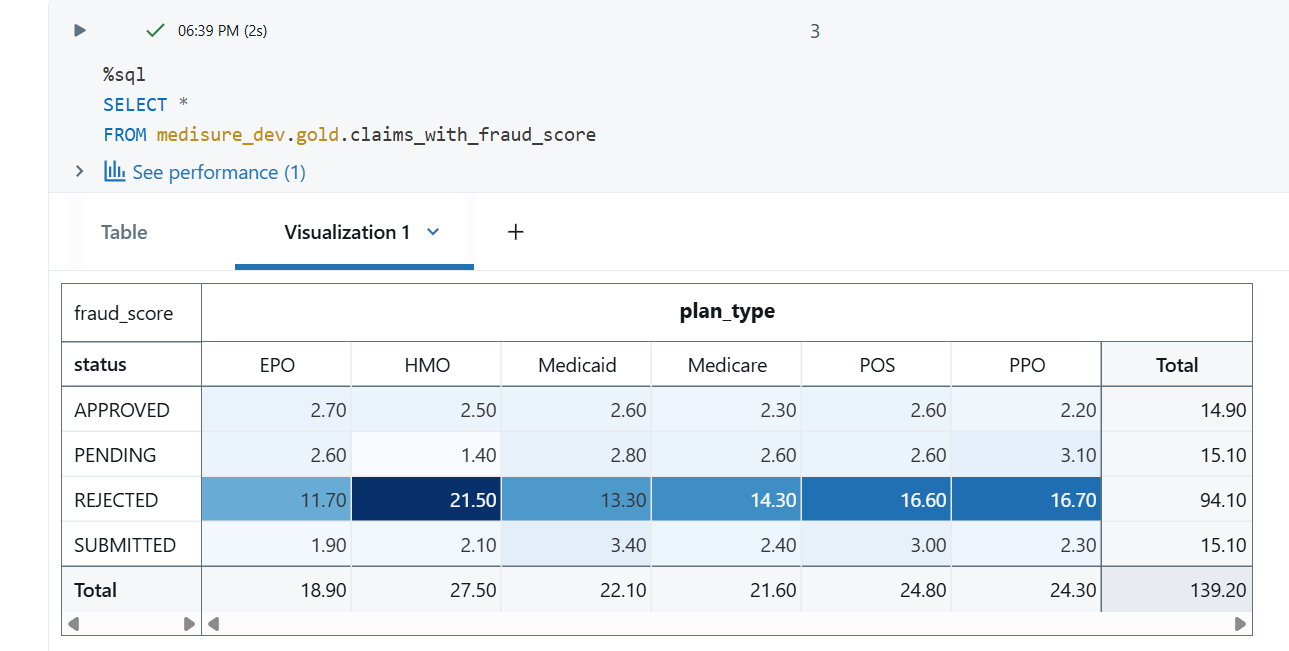 06:39 PM (2s)
3
%sql
SELECT *
FROM medisure_dev.gold.claims_with_fraud_score
See performance (1)
Table Visualization 1 +
fraud_score plan_type
status EPO HMO Medicaid Medicare POS PPO Total
APPROVED 2.70 2.50 2.60 2.30 2.60 2.20 14.90
PENDING 2.60 1.40 2.80 2.60 2.60 3.10 15.10
REJECTED 11.70 21.50 13.30 14.30 16.60 16.70 94.10
SUBMITTED 1.90 2.10 3.40 2.40 3.00 2.30 15.10
Total 18.90 27.50 22.10 21.60 24.80 24.30 139.20